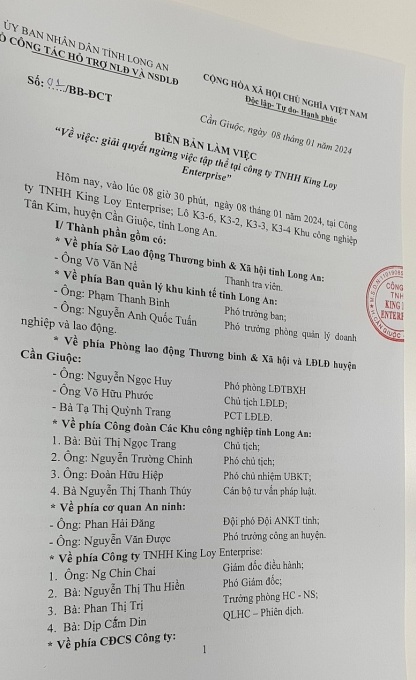 ỦY BAN NHÂN DÂN TỈNH LONG AN
CÔNG TÁC HỖ TRỢ NLĐ VÀ NSDLĐ
Số: 01/BB-ĐCT
CỘNG HÒA XÃ HỘI CHỦ NGHĨA VIỆT NAM
Độc lập- Tự do- Hạnh phúc
Cần Giuộc, ngày 08 tháng 01 năm 2024
BIÊN BẢN LÀM VIỆC
“Về việc: giải quyết ngừng việc tập thể tại công ty TNHH King Loy
Enterprise”
Hôm nay, vào lúc 08 giờ 30 phút, ngày 08 tháng 01 năm 2024, tại Công
ty TNHH King Loy Enterprise; Lô K3-6, K3-2, K3-3, K3-4 Khu công nghiệp
Tân Kim, huyện Cần Giuộc, tỉnh Long An.
I/ Thành phần gồm có:
* Về phía Sở Lao động Thương binh & Xã hội tỉnh Long An:
- Ông Võ Văn Nề Thanh tra viên.
* Về phía Ban quản lý khu kinh tế tỉnh Long An:
- Ông: Phạm Thanh Bình Phó trưởng ban;
- Ông: Nguyễn Anh Quốc Tuấn Phó trưởng phòng quản lý doanh
nghiệp và lao động.
* Về phía Phòng lao động Thương binh & Xã hội và LĐLĐ huyện
Cần Giuộc:
- Ông: Nguyễn Ngọc Huy Phó phòng LĐTBXH
- Ông Võ Hữu Phước Chủ tịch LĐLĐ;
- Bà Tạ Thị Quỳnh Trang PCT LĐLĐ.
* Về phía Công đoàn Các Khu công nghiệp tỉnh Long An:
1. Bà: Bùi Thị Ngọc Trang Chủ tịch;
2. Ông: Nguyễn Trường Chinh Phó chủ tịch;
3. Ông: Đoàn Hữu Hiệp Phó chủ nhiệm UBKT;
4. Bà Nguyễn Thị Thanh Thúy Cán bộ tư vấn pháp luật.
* Về phía cơ quan An ninh:
- Ông: Phan Hải Đăng Đội phó Đội ANKT tỉnh;
- Ông: Nguyễn Văn Được Phó trưởng công an huyện.
* Về phía Công ty TNHH King Loy Enterprise:
1. Ông: Ng Chin Chai Giám đốc điều hành;
2. Bà: Nguyễn Thị Thu Hiền Phó Giám đốc;
3. Bà: Phan Thị Trị Trưởng phòng HC - NS;
4. Bà: Dịp Cẩm Din QLHC – Phiên dịch.
* Về phía CĐCS Công ty:
1
CÔNG
TNH
KING
ENTERP